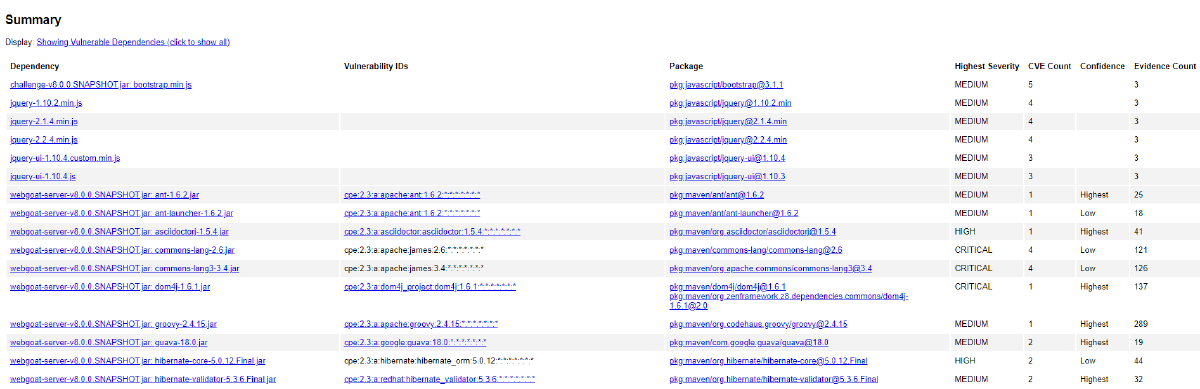 Summary
Display: Showing Vulnerable Dependencies (click to show all)
Dependency Vulnerability IDs Package Highest Severity CVE Count Confidence Evidence Count
challenge-v8.0.0.SNAPSHOT.jar: bootstrap.min.js pkg:javascript/bootstrap@3.1.1 MEDIUM 5 3
jquery-1.10.2.min.js pkg:javascript/jquery@1.10.2.min MEDIUM 4 3
jquery-2.1.4.min.js pkg:javascript/jquery@2.1.4.min MEDIUM 4 3
jquery-2.2.4.min.js pkg:javascript/jquery@2.2.4.min MEDIUM 4 3
jquery-ui-1.10.4.custom.min.js pkg:javascript/jquery-ui@1.10.4 MEDIUM 3 3
jquery-ui-1.10.4.js pkg:javascript/jquery-ui@1.10.3 MEDIUM 3 3
webgoat-server-v8.0.0.SNAPSHOT.jar: ant-1.6.2.jar cpe:2.3:a:apache:ant:1.6.2:*:*:*:*:*:*:* pkg:maven/ant/ant@1.6.2 MEDIUM 1 Highest 25
webgoat-server-v8.0.0.SNAPSHOT.jar: ant-launcher-1.6.2.jar cpe:2.3:a:apache:ant:1.6.2:*:*:*:*:*:*:* pkg:maven/ant/ant-launcher@1.6.2 MEDIUM 1 Low 18
webgoat-server-v8.0.0.SNAPSHOT.jar: asciidoctorj-1.5.4.jar cpe:2.3:a:asciidoctor:asciidoctor:1.5.4:*:*:*:*:*:*:* pkg:maven/org.asciidoctor/asciidoctorj@1.5.4 HIGH 1 Highest 41
webgoat-server-v8.0.0.SNAPSHOT.jar: commons-lang-2.6.jar cpe:2.3:a:apache:james:2.6:*:*:*:*:*:*:* pkg:maven/commons-lang/commons-lang@2.6 CRITICAL 4 Low 121
webgoat-server-v8.0.0.SNAPSHOT.jar: commons-lang3-3.4.jar cpe:2.3:a:apache:james:3.4:*:*:*:*:*:*:* pkg:maven/org.apache.commons/commons-lang3@3.4 CRITICAL 4 Low 126
webgoat-server-v8.0.0.SNAPSHOT.jar: dom4j-1.6.1.jar cpe:2.3:a:dom4j_project:dom4j:1.6.1:*:*:*:*:*:*:* pkg:maven/dom4j/dom4j@1.6.1 CRITICAL 1 Highest 137
pkg:maven/org.zenframework.z8.dependencies.commons/dom4j-
1.6.1@2.0
webgoat-server-v8.0.0.SNAPSHOT.jar: groovy-2.4.15.jar cpe:2.3:a:apache:groovy:2.4.15:*:*:*:*:*:*:* pkg:maven/org.codehaus.groovy/groovy@2.4.15 MEDIUM 1 Highest 289
webgoat-server-v8.0.0.SNAPSHOT.jar: guava-18.0.jar cpe:2.3:a:google:guava:18.0:*:*:*:*:*:*:* pkg:maven/com.google.guava/guava@18.0 MEDIUM 2 Highest 19
webgoat-server-v8.0.0.SNAPSHOT.jar: hibernate-core-5.0.12.Final.jar cpe:2.3:a:hibernate:hibernate_orm:5.0.12:*:*:*:*:*:*:* pkg:maven/org.hibernate/hibernate-core@5.0.12.Final HIGH 2 Low 44
webgoat-server-v8.0.0.SNAPSHOT.jar: hibernate-validator-5.3.6.Final.jar cpe:2.3:a:redhat:hibernate_validator:5.3.6:*:*:*:*:*:*:* pkg:maven/org.hibernate/hibernate-validator@5.3.6.Final MEDIUM 2 Highest 32